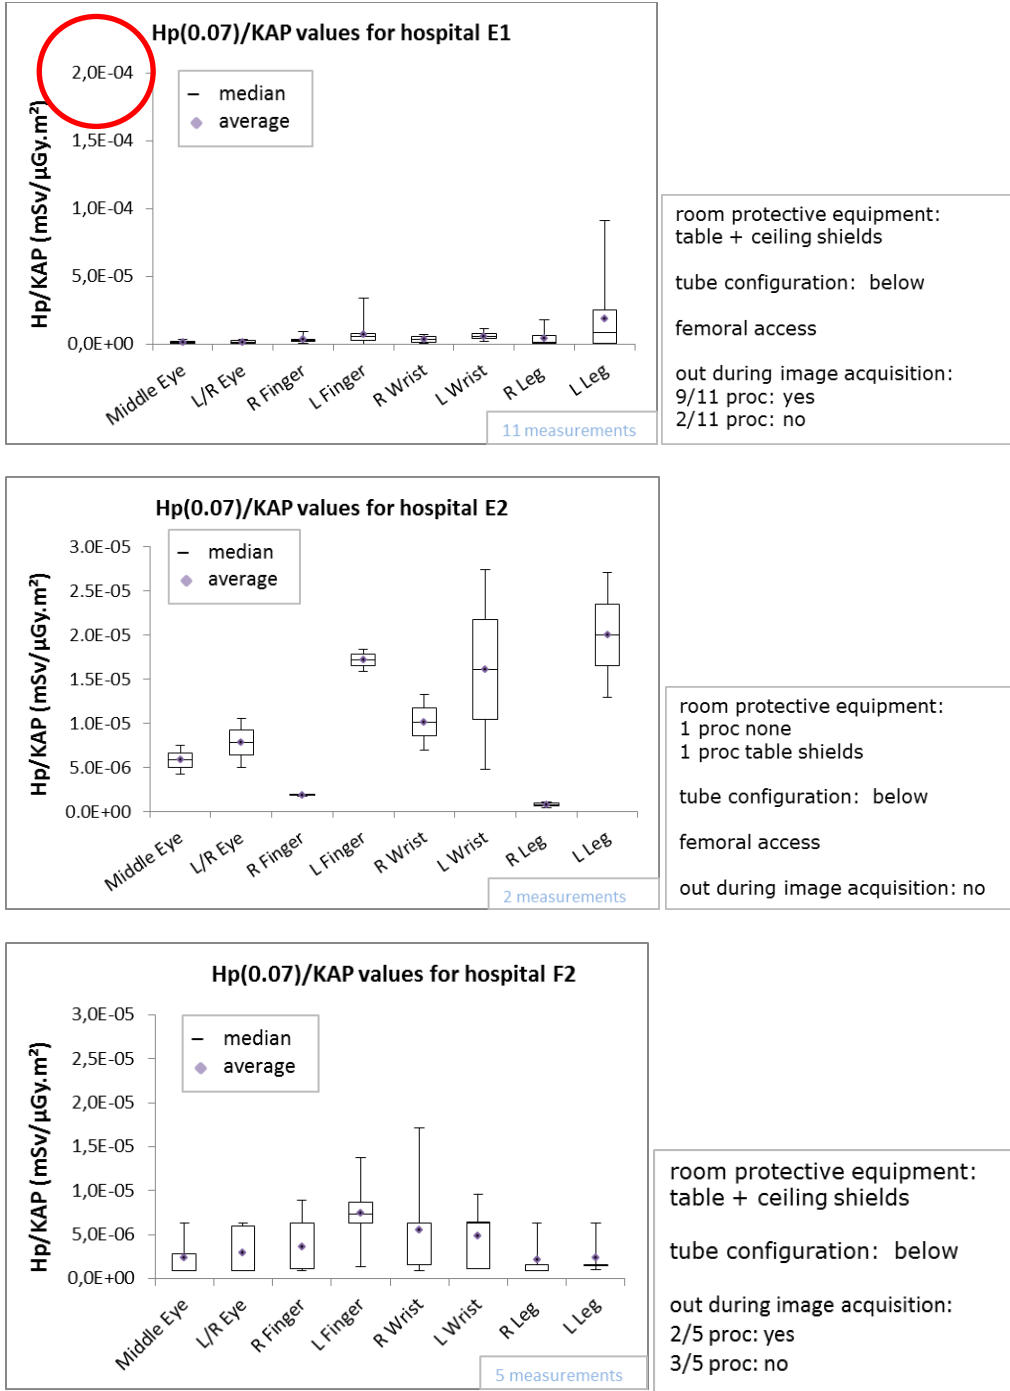 Hp(0.07)/KAP values for hospital E1
Hp/KAP (mSv/µGy.m²)
2,0E-04
1,5E-04
1,0E-04
5,0E-05
0,0E+00
median
average
Middle Eye
L/R Eye
R Finger
L Finger
R Wrist
L Wrist
R Leg
L Leg
11 measurements
room protective equipment:
table + ceiling shields
tube configuration: below
femoral access
out during image acquisition:
9/11 proc: yes
2/11 proc: no
Hp(0.07)/KAP values for hospital E2
Hp/KAP (mSv/µGy.m²)
3.0E-05
2.5E-05
2.0E-05
1.5E-05
1.0E-05
5.0E-06
0.0E+00
median
average
Middle Eye
L/R Eye
R Finger
L Finger
R Wrist
L Wrist
R Leg
L Leg
2 measurements
room protective equipment:
1 proc none
1 proc table shields
tube configuration: below
femoral access
out during image acquisition: no
Hp(0.07)/KAP values for hospital F2
Hp/KAP (mSv/µGy.m²)
3,0E-05
2,5E-05
2,0E-05
1,5E-05
1,0E-05
5,0E-06
0,0E+00
median
average
Middle Eye
L/R Eye
R Finger
L Finger
R Wrist
L Wrist
R Leg
L Leg
5 measurements
room protective equipment:
table + ceiling shields
tube configuration: below
out during image acquisition:
2/5 proc: yes
3/5 proc: no